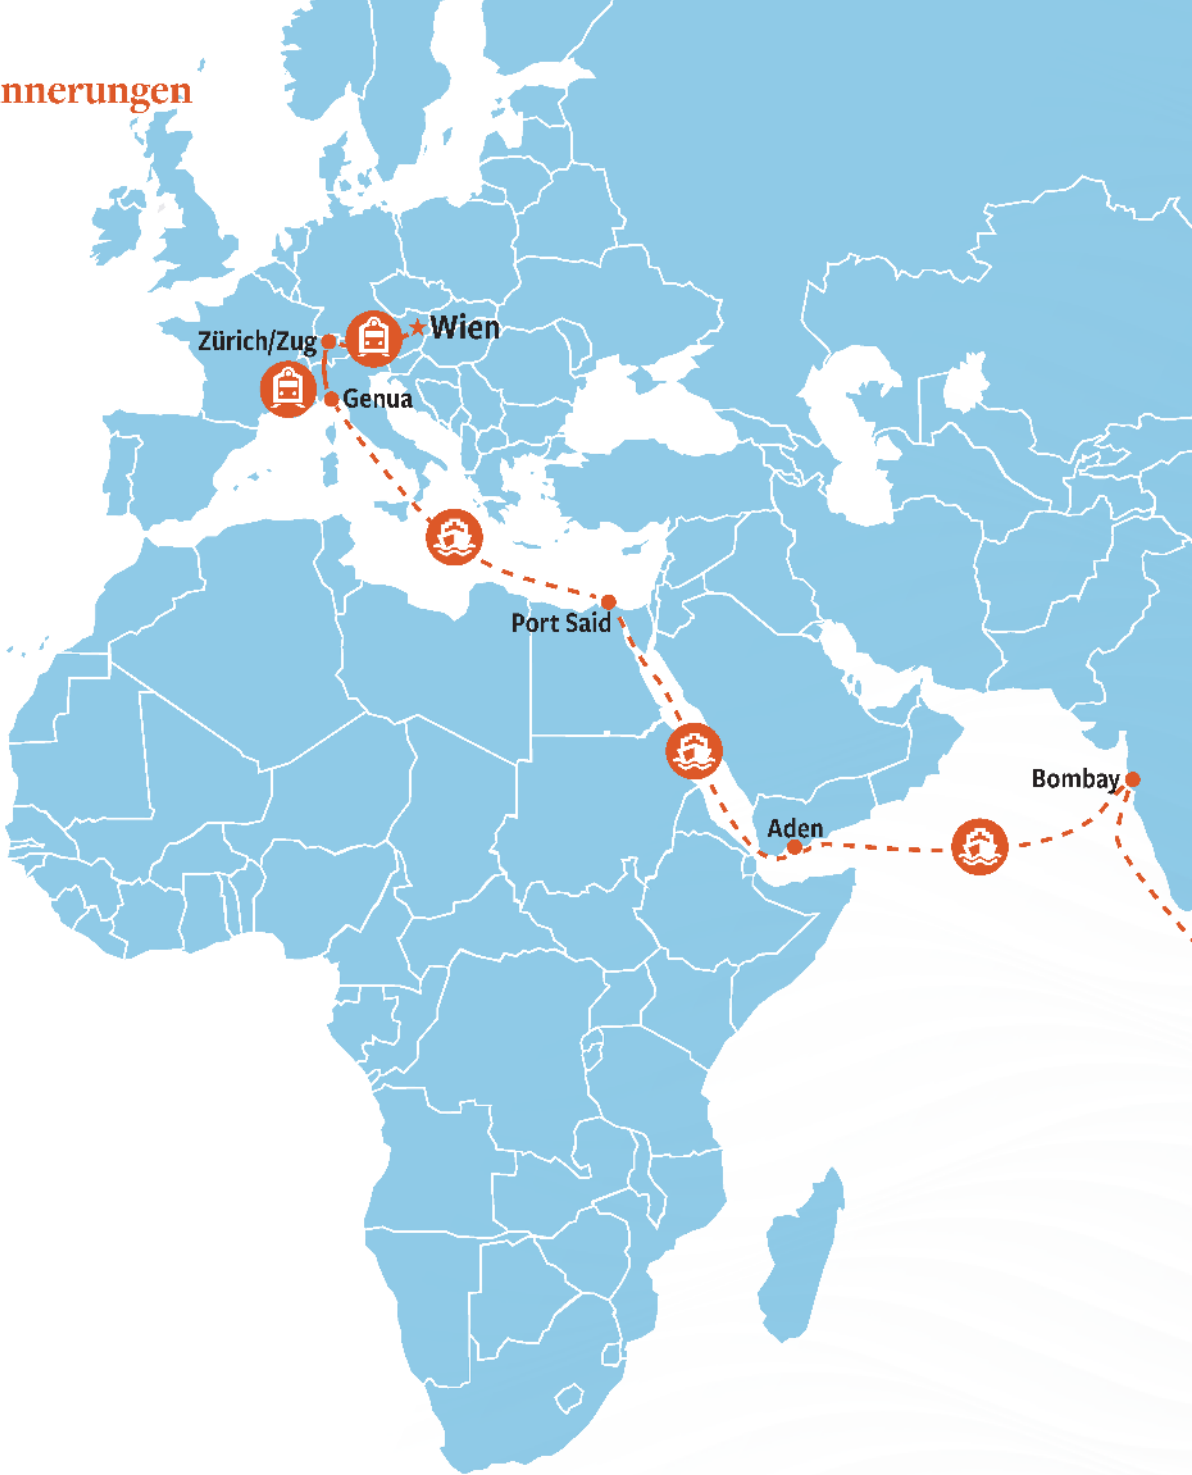 nnerungen
Wien
Zürich/Zug
Genua
Port Said
Bombay
Aden